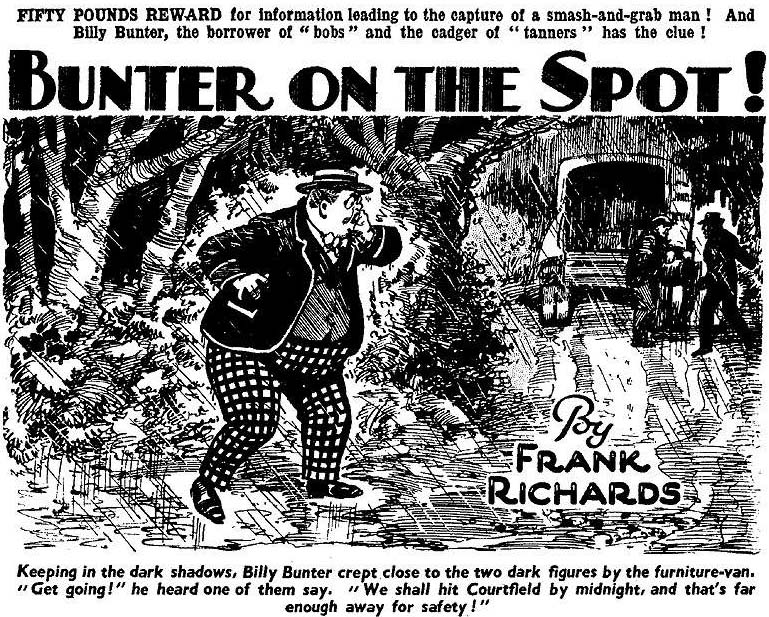 FIFTY POUNDS REWARD for information leading to the capture of a smash-and-grab man ! And
Billy Bunter, the borrower of “ bobs ” and the cadger of “ tanners ” has the clue !
BUNTER ON THE SPOT!
By
FRANK
RICHARDS
Keeping in the dark shadows, Billy Bunter crept close to the two dark figures by the furniture-van.
“ Get going! ” he heard one of them say. “ We shall hit Courtfield by midnight, and that's far
enough away for safety ! ”